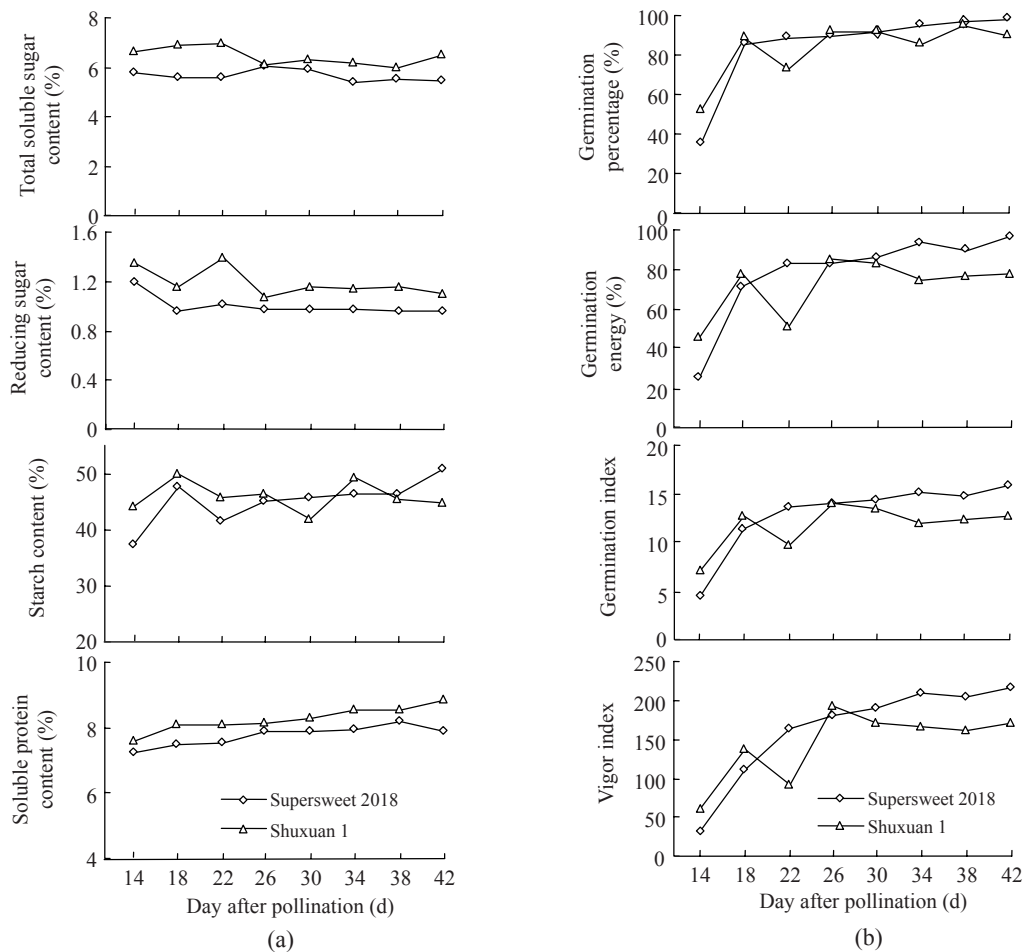 Total soluble sugar
content (%)
8
6
4
2
0
Reducing sugar
content (%)
1.6
1.2
0.8
0.4
0
Starch content (%)
50
40
30
20
Soluble protein
content (%)
10
8
6
4
Supersweet 2018
Shuxuan 1
14 18 22 26 30 34 38 42
Day after pollination (d)
(a)
Germination
percentage (%)
100
80
60
40
20
0
Germination
energy (%)
100
80
60
40
20
0
Germination index
20
15
10
5
0
Vigor index
250
200
150
100
50
0
Supersweet 2018
Shuxuan 1
14 18 22 26 30 34 38 42
Day after pollination (d)
(b)